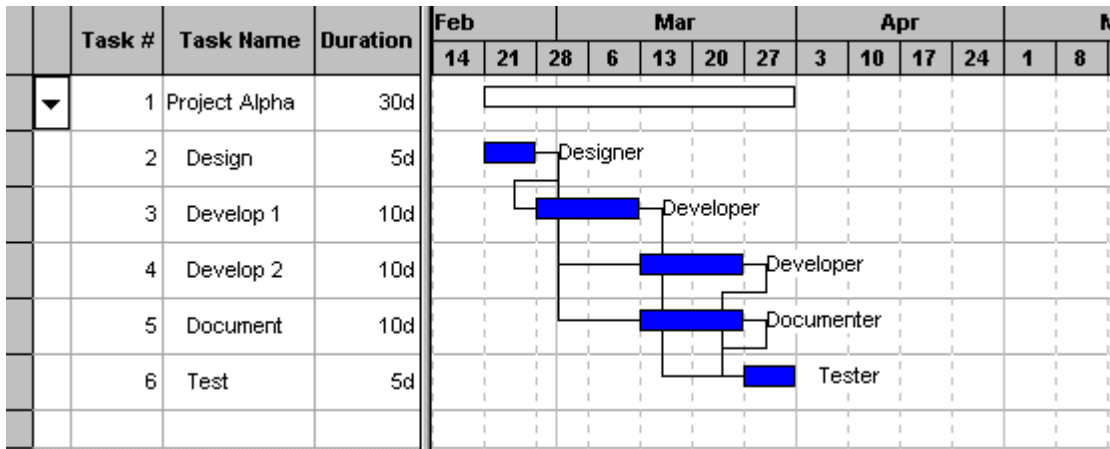 Task # Task Name Duration Feb Mar Apr
14 21 28 6 13 20 27 3 10 17 24 1 8
1 Project Alpha 30d
2 Design 5d Designer
3 Develop 1 10d Developer
4 Develop 2 10d Developer
5 Document 10d Documenter
6 Test 5d Tester